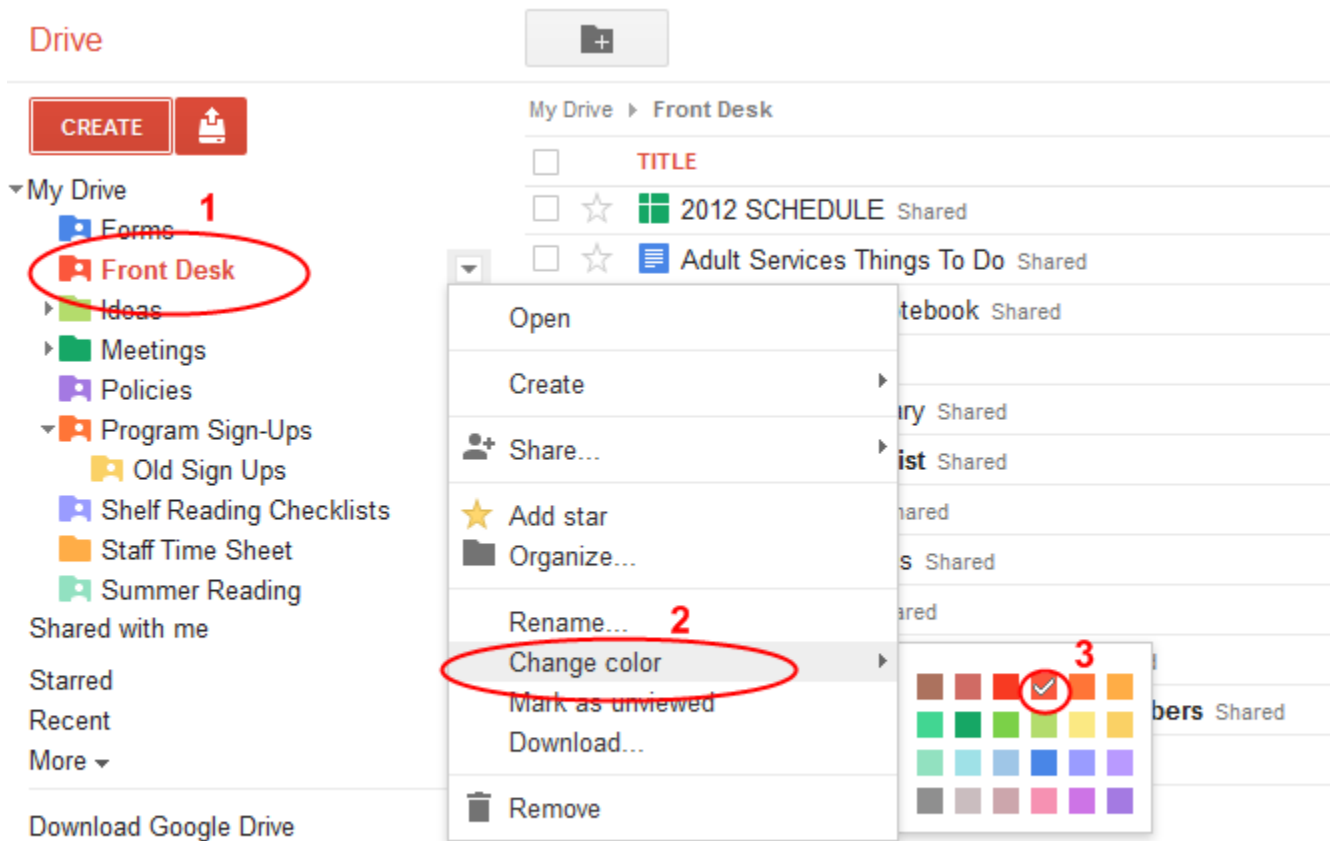 Drive
CREATE
My Drive
1
Forms
Front Desk
Ideas
Meetings
Policies
Program Sign-Ups
Old Sign Ups
Shelf Reading Checklists
Staff Time Sheet
Summer Reading
Shared with me
Starred
Recent
More
Download Google Drive
My Drive Front Desk
TITLE
2012 SCHEDULE Shared
Adult Services Things To Do Shared
tebook Shared
ry Shared
ist Shared
hared
s Shared
ared
bers Shared
Open
Create
Share...
Add star
Organize...
Rename...
2
Change color
Mark as unviewed
Download...
Remove
3